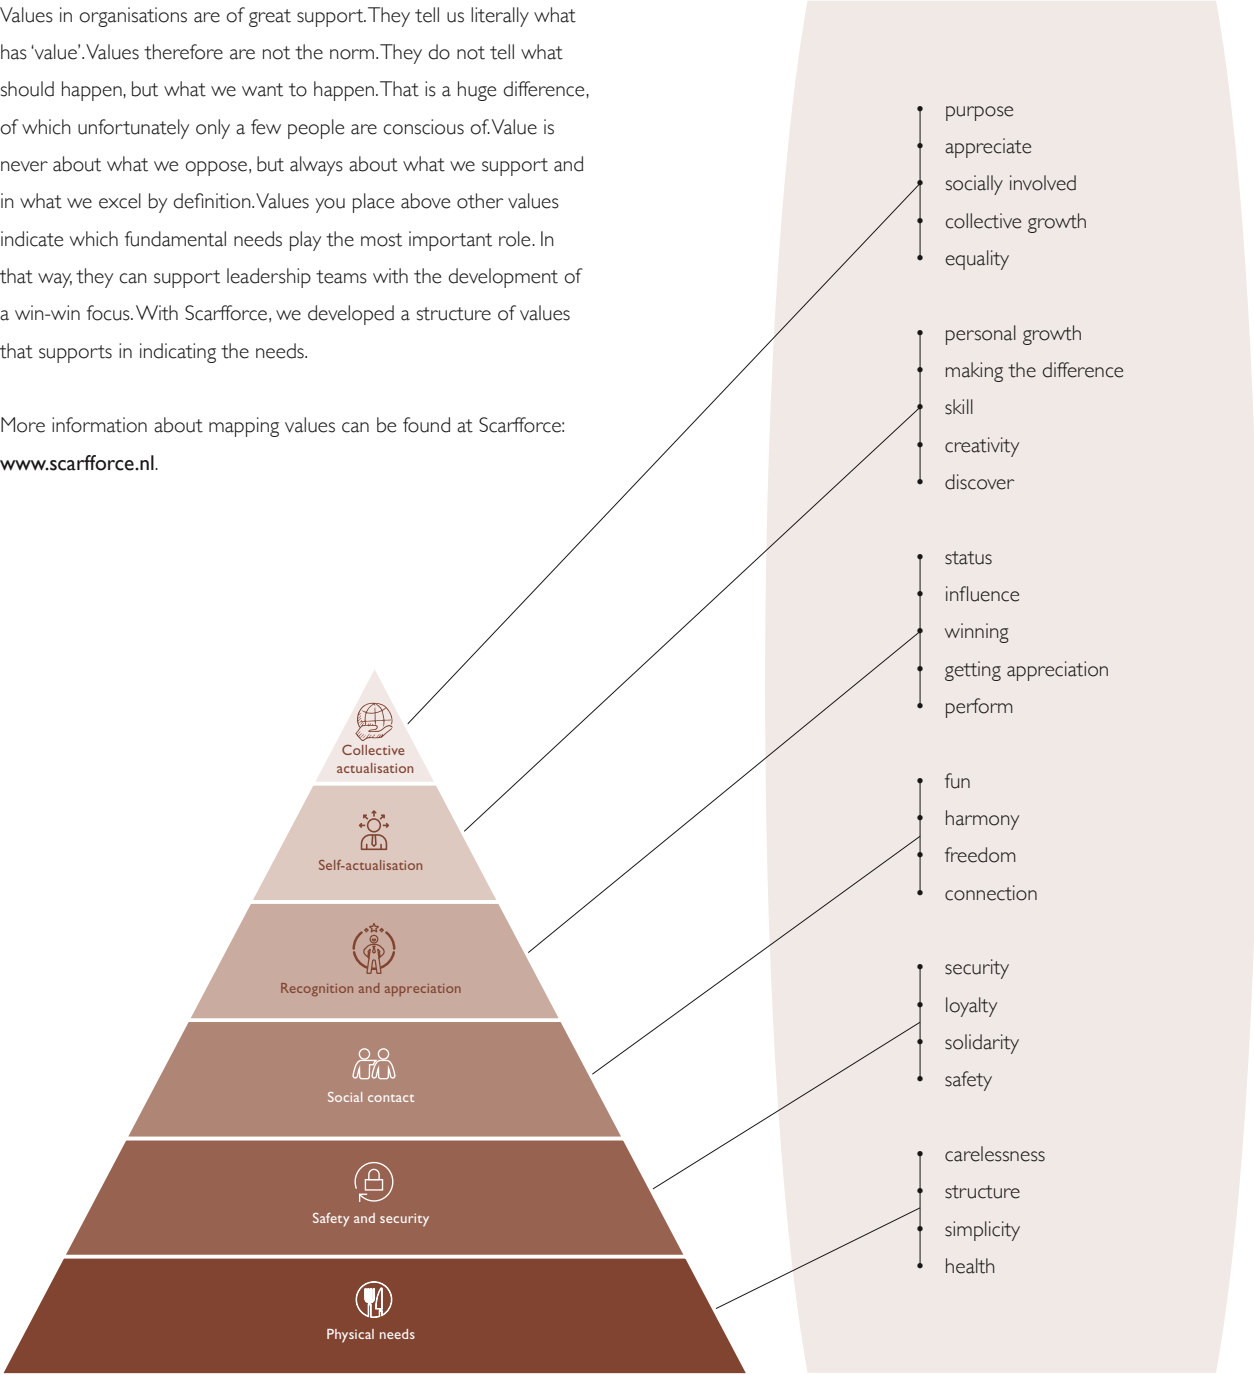 Values in organisations are of great support. They tell us literally what
has ‘value’. Values therefore are not the norm. They do not tell what
should happen, but what we want to happen. That is a huge difference,
of which unfortunately only a few people are conscious of. Value is
never about what we oppose, but always about what we support and
in what we excel by definition. Values you place above other values
indicate which fundamental needs play the most important role. In
that way, they can support leadership teams with the development of
a win-win focus. With Scarfforce, we developed a structure of values
that supports in indicating the needs.
More information about mapping values can be found at Scarfforce:
www.scarfforce.nl.
Collective
actualisation
Self-actualisation
Recognition and appreciation
Social contact
Safety and security
Physical needs
purpose
appreciate
socially involved
collective growth
equality
personal growth
making the difference
skill
creativity
discover
status
influence
winning
getting appreciation
perform
fun
harmony
freedom
connection
security
loyalty
solidarity
safety
carelessness
structure
simplicity
health